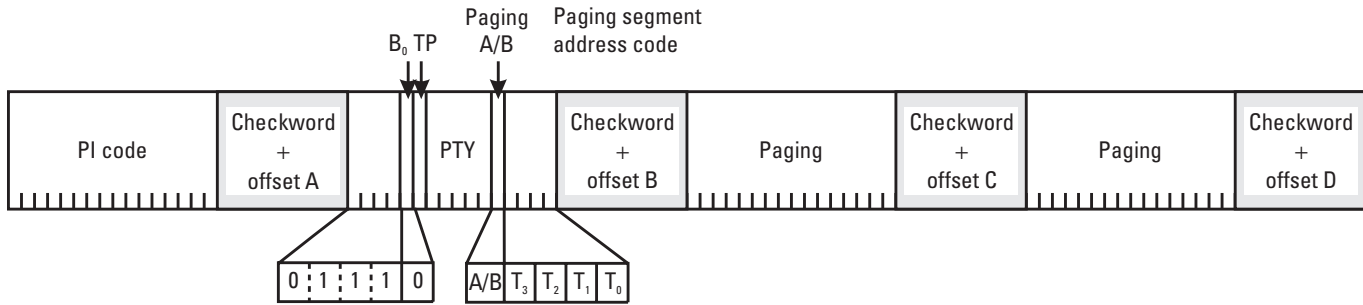 B₀ TP
Paging
A/B
Paging segment
address code
PI code
Checkword
+
offset A
PTY
Checkword
+
offset B
Paging
Checkword
+
offset C
Paging
Checkword
+
offset D
0 1 1 1 0
A/B T₃ T₂ T₁ T₀